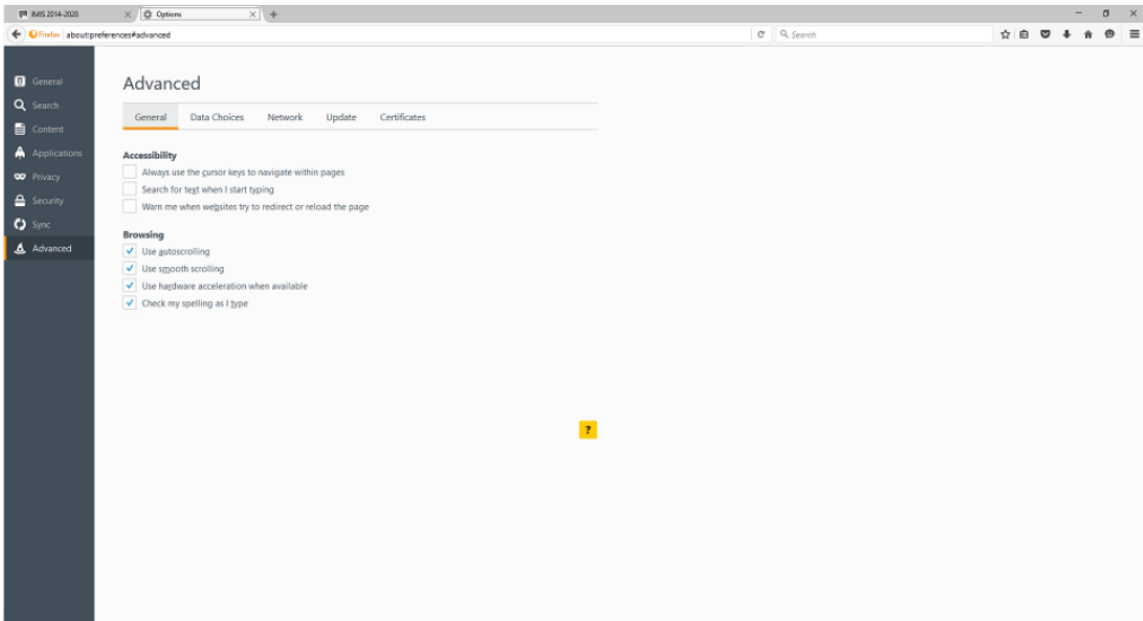 IMIS 2014-2020
Options
Firefox about:preferences#advanced
Search
General
Search
Content
Applications
Privacy
Security
Sync
Advanced
Advanced
General Data Choices Network Update Certificates
Accessibility
Always use the cursor keys to navigate within pages
Search for text when I start typing
Warn me when websites try to redirect or reload the page
Browsing
Use autoscrolling
Use smooth scrolling
Use hardware acceleration when available
Check my spelling as I type
?